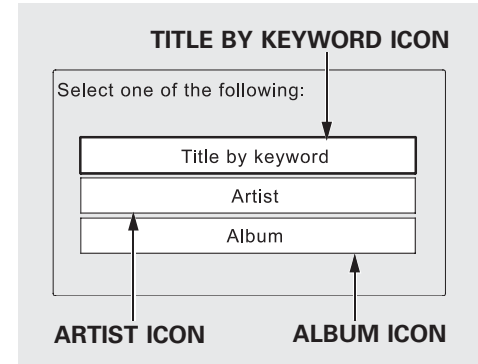 TITLE BY KEYWORD ICON
Select one of the following:
Title by keyword
Artist
Album
ARTIST ICON
ALBUM ICON